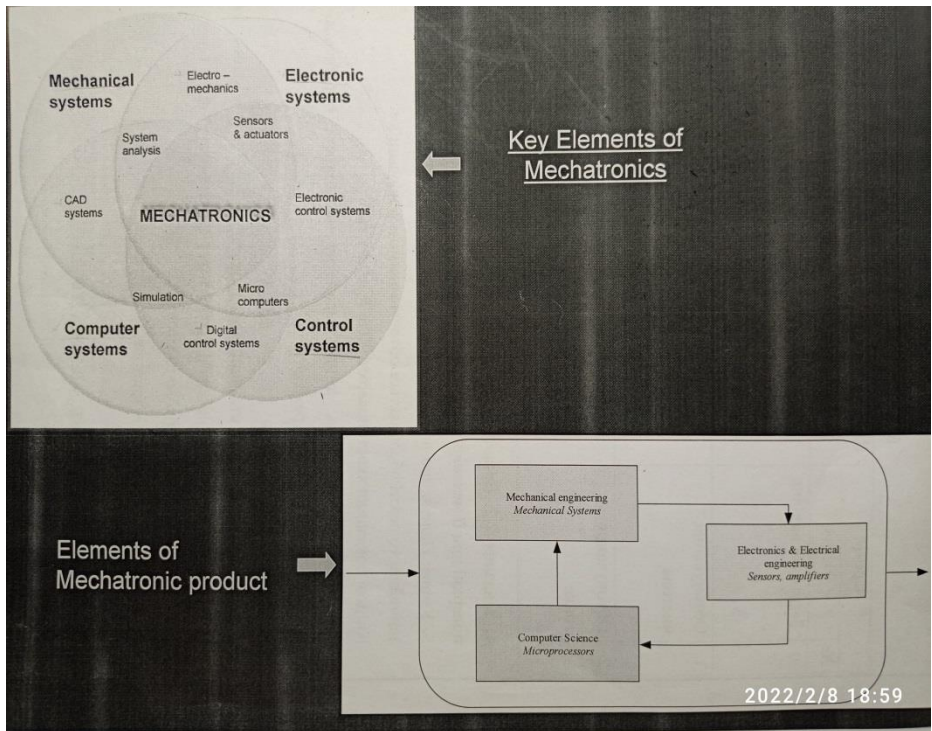 Mechanical
systems
Electro –
mechanics
Electronic
systems
Sensors
& actuators
System
analysis
CAD
systems
MECHATRONICS
Electronic
control systems
Simulation
Micro
computers
Computer
systems
Digital
control systems
Control
systems
Key Elements of
Mechatronics
Elements of
Mechatronic product
Mechanical engineering
Mechanical Systems
Electronics & Electrical
engineering
Sensors, amplifiers
Computer Science
Microprocessors
2022/2/8 18:59